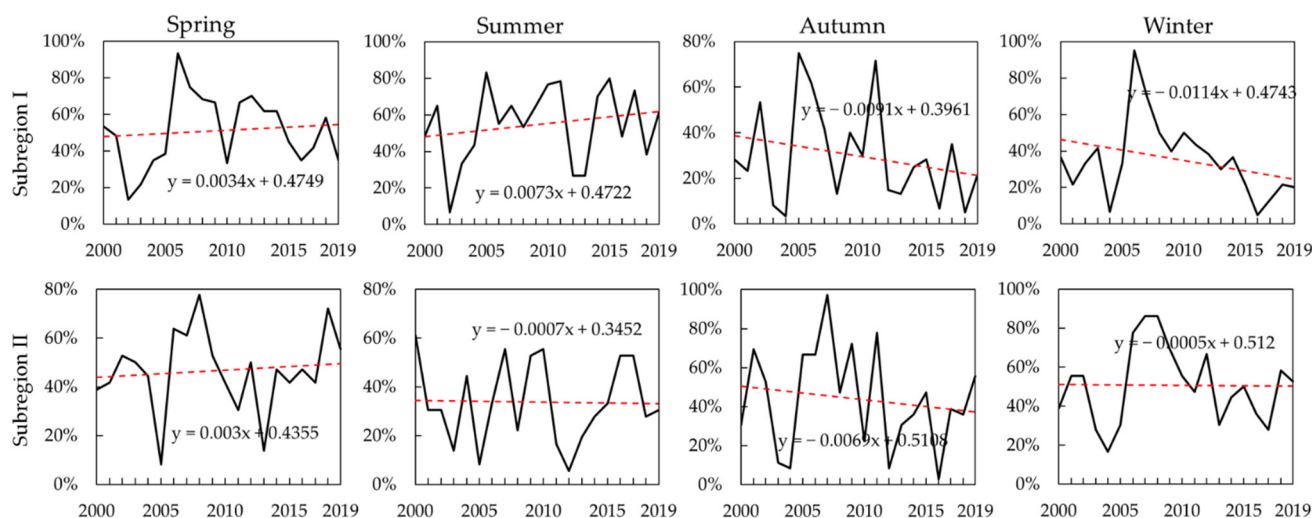 Spring Summer Autumn Winter
Subregion I
100%
80%
60%
40%
20%
0%
y = 0.0034x + 0.4749
2000 2005 2010 2015 2019
100%
80%
60%
40%
20%
0%
y = 0.0073x + 0.4722
2000 2005 2010 2015 2019
80%
60%
40%
20%
0%
y = − 0.0091x + 0.3961
2000 2005 2010 2015 2019
100%
80%
60%
40%
20%
0%
y = − 0.0114x + 0.4743
2000 2005 2010 2015 2019
Subregion II
80%
60%
40%
20%
0%
y = 0.003x + 0.4355
2000 2005 2010 2015 2019
80%
60%
40%
20%
0%
y = − 0.0007x + 0.3452
2000 2005 2010 2015 2019
100%
80%
60%
40%
20%
0%
y = − 0.0069x + 0.5108
2000 2005 2010 2015 2019
100%
80%
60%
40%
20%
0%
y = − 0.0005x + 0.512
2000 2005 2010 2015 2019